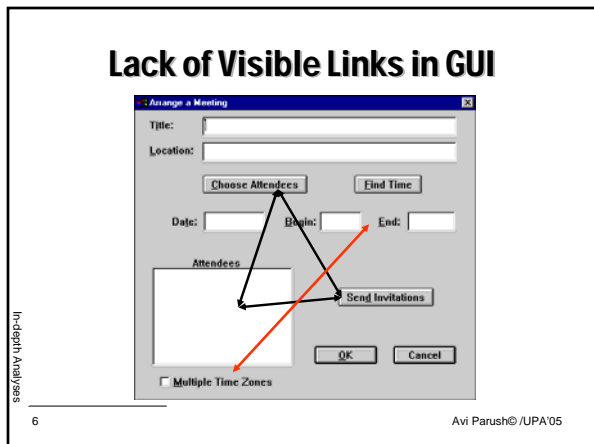 Lack of Visible Links in GUI
Arrange a Meeting
Title:
Location:
Choose Attendees Find Time
Date: Begin: End:
Attendees
Send Invitations
OK Cancel
Multiple Time Zones
In-depth Analyses
6 Avi Parush© /UPA'05